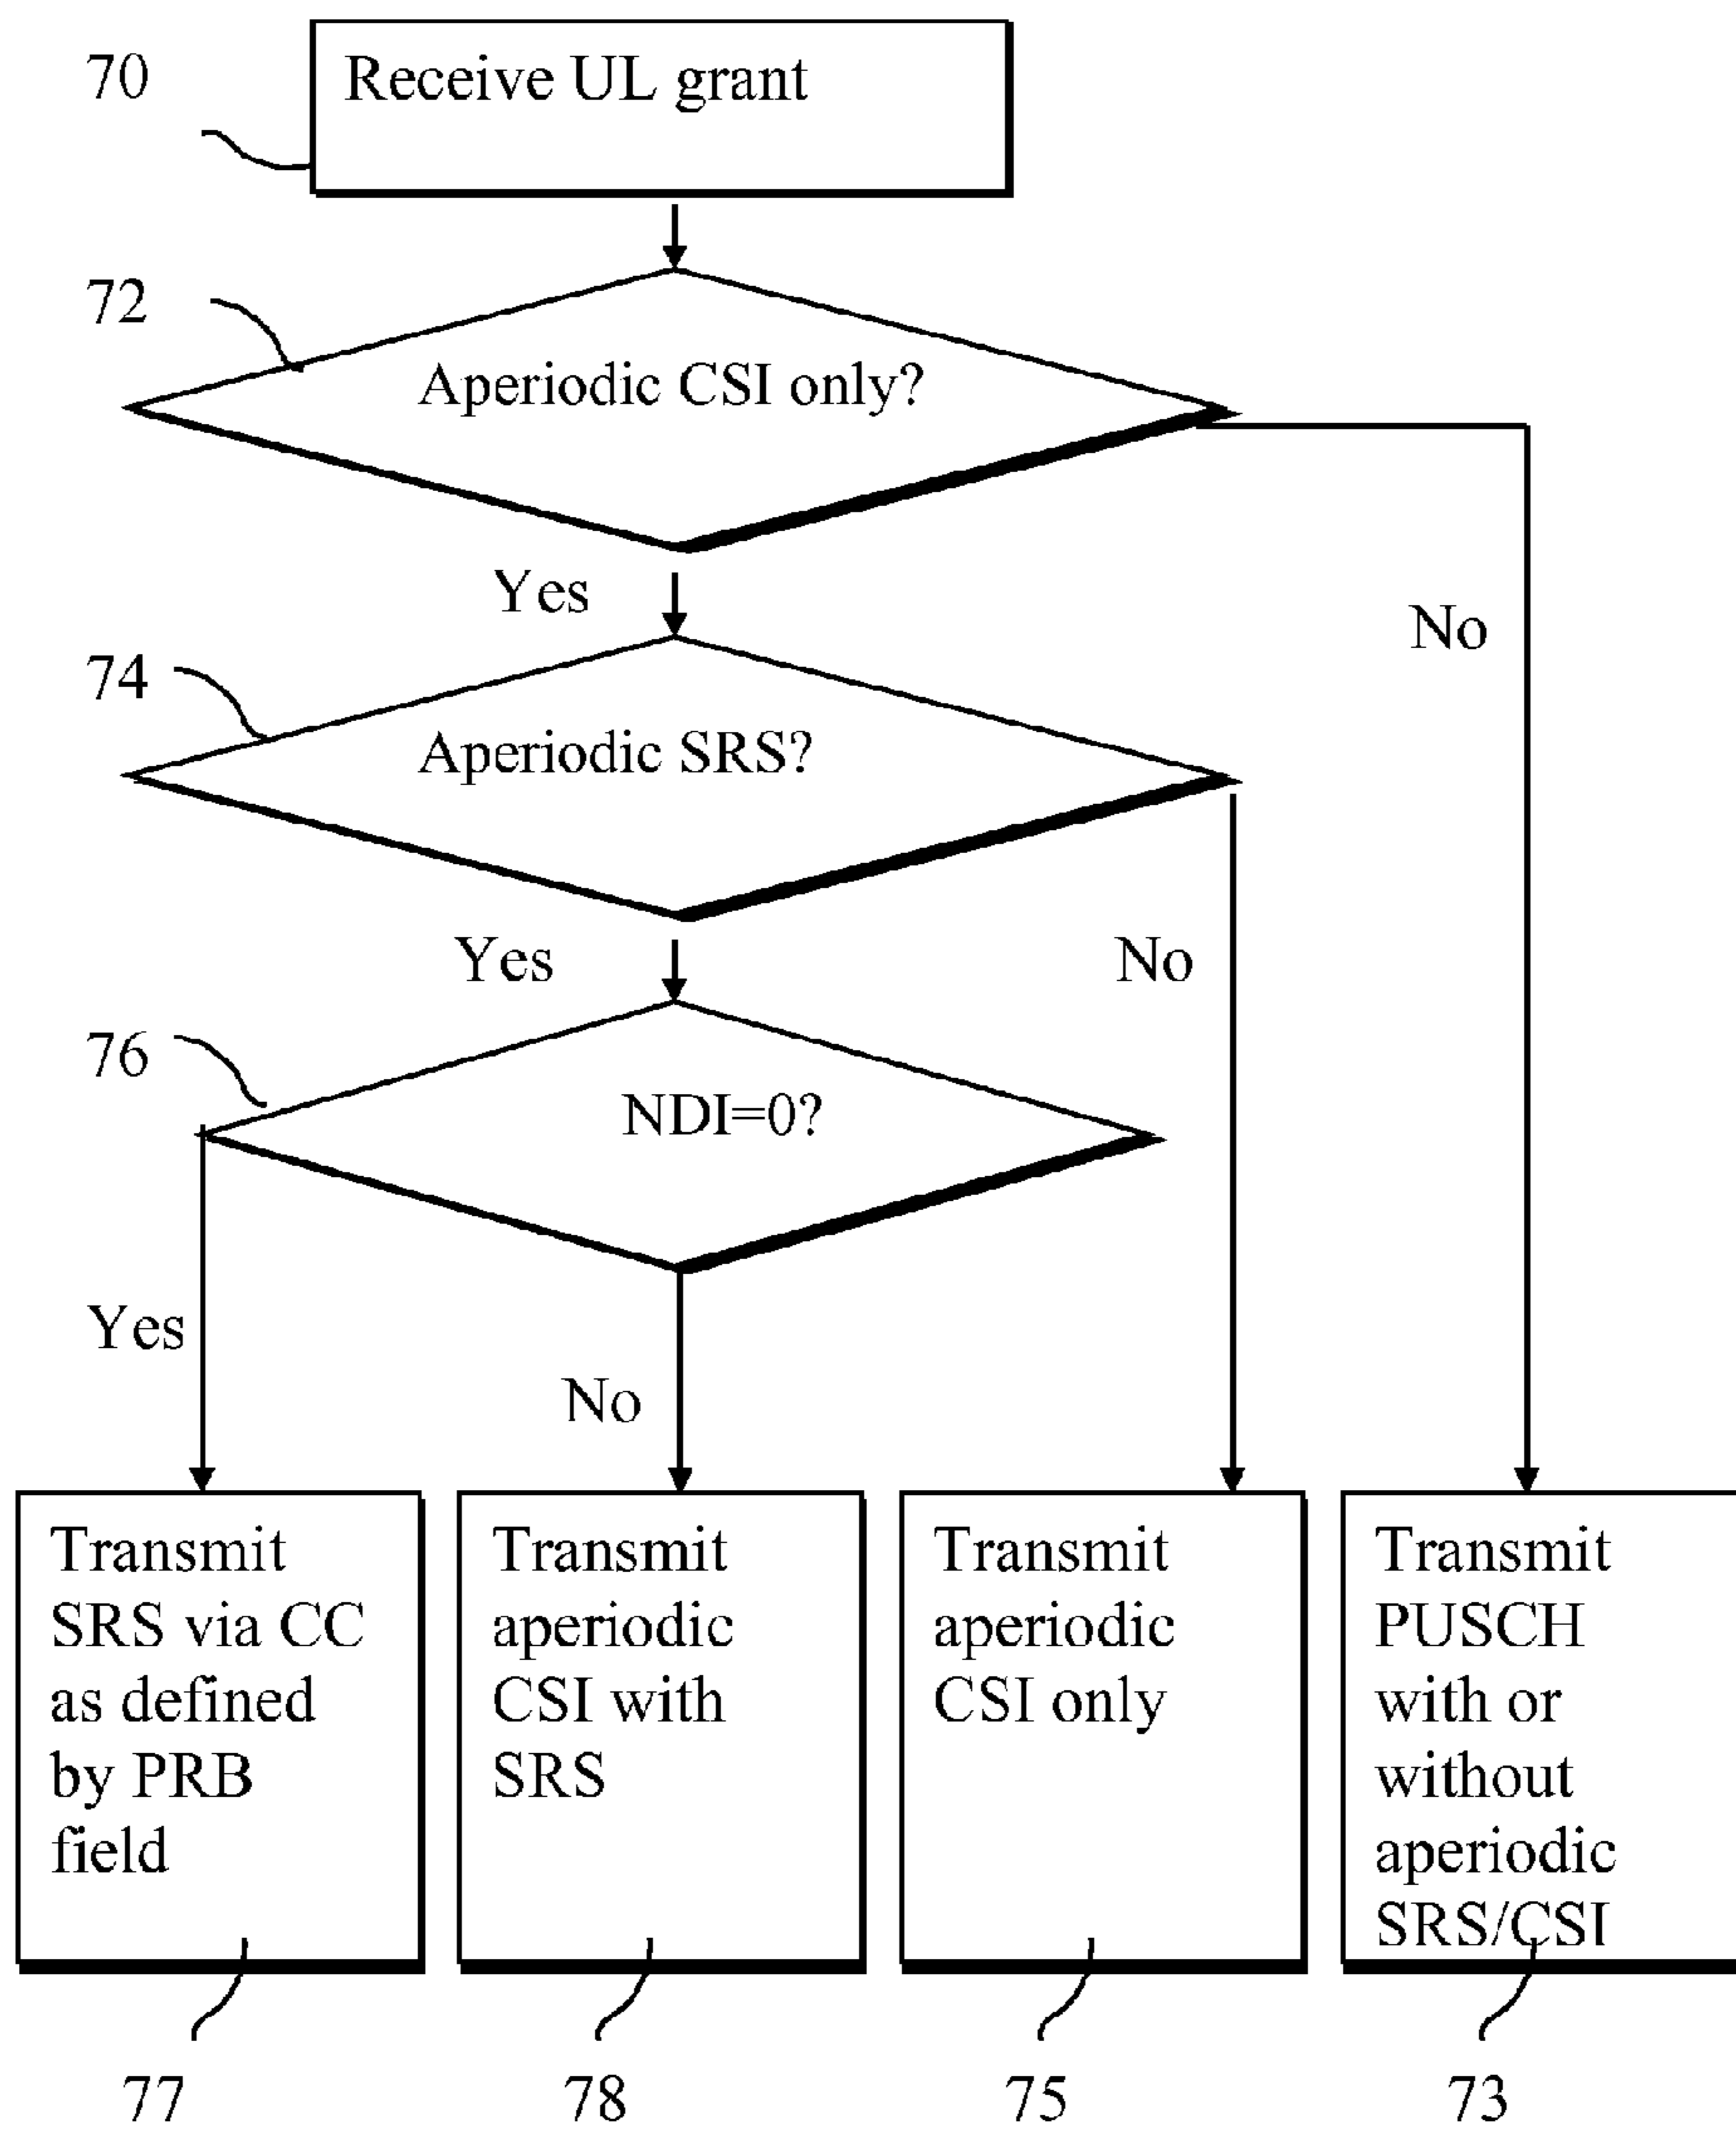 70
Receive UL grant
72
Aperiodic CSI only?
Yes
No
74
Aperiodic SRS?
Yes
No
76
NDI=0?
Yes
No
Transmit
SRS via CC
as defined
by PRB
field
Transmit
aperiodic
CSI with
SRS
Transmit
aperiodic
CSI only
Transmit
PUSCH
with or
without
aperiodic
SRS/CSI
77
78
75
73